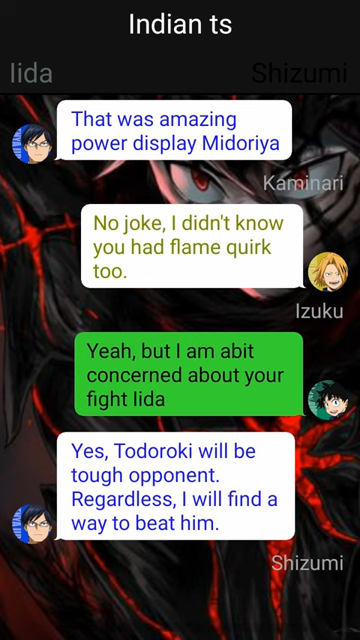 Indian ts
Iida
Shizumi
That was amazing
power display Midoriya
Kaminari
No joke, I didn't know
you had flame quirk
too.
Izuku
Yeah, but I am abit
concerned about your
fight Iida
Yes, Todoroki will be
tough opponent.
Regardless, I will find a
way to beat him.
Shizumi